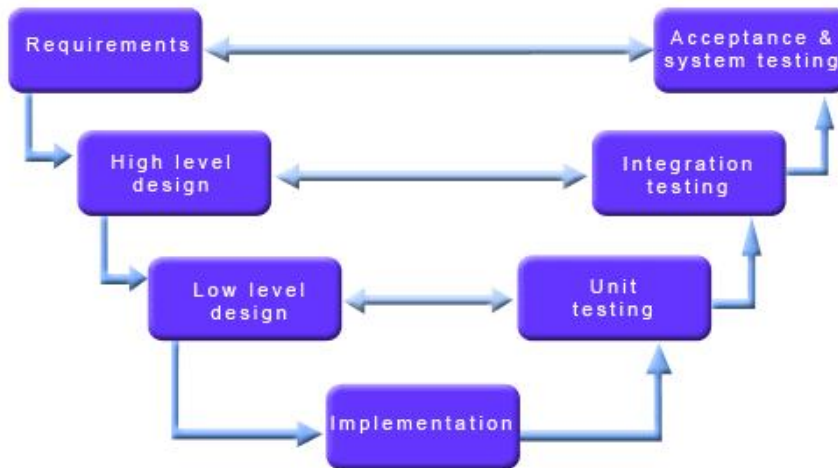 Requirements
Acceptance &
system testing
High level
design
Integration
testing
Low level
design
Unit
testing
Implementation